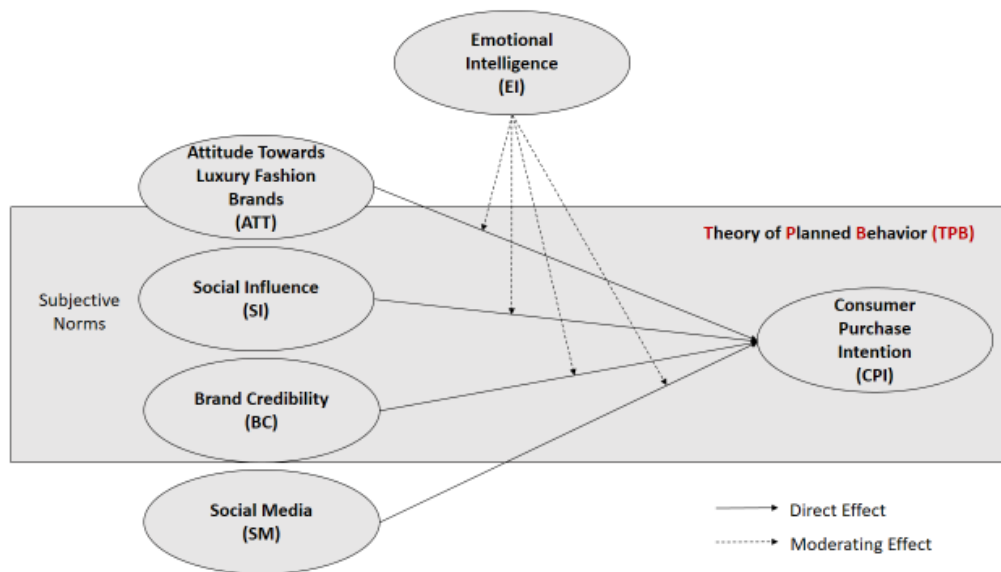 Emotional
Intelligence
(EI)
Attitude Towards
Luxury Fashion
Brands
(ATT)
Theory of Planned Behavior (TPB)
Social Influence
(SI)
Subjective
Norms
Consumer
Purchase
Intention
(CPI)
Brand Credibility
(BC)
Social Media
(SM)
Direct Effect
Moderating Effect